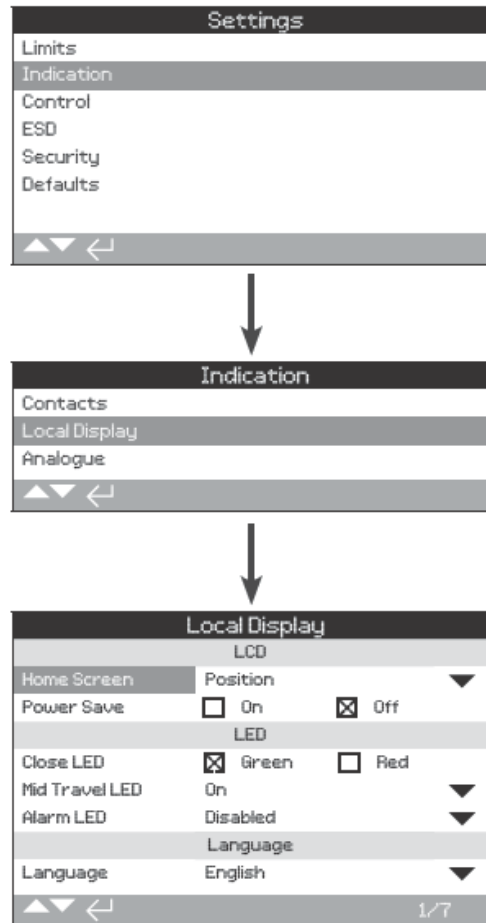 Settings
Limits
Indication
Control
ESD
Security
Defaults
Indication
Contacts
Local Display
Analogue
Local Display
LCD
Home Screen Position
Power Save On Off
LED
Close LED Green Red
Mid Travel LED On
Alarm LED Disabled
Language
Language English
1/7